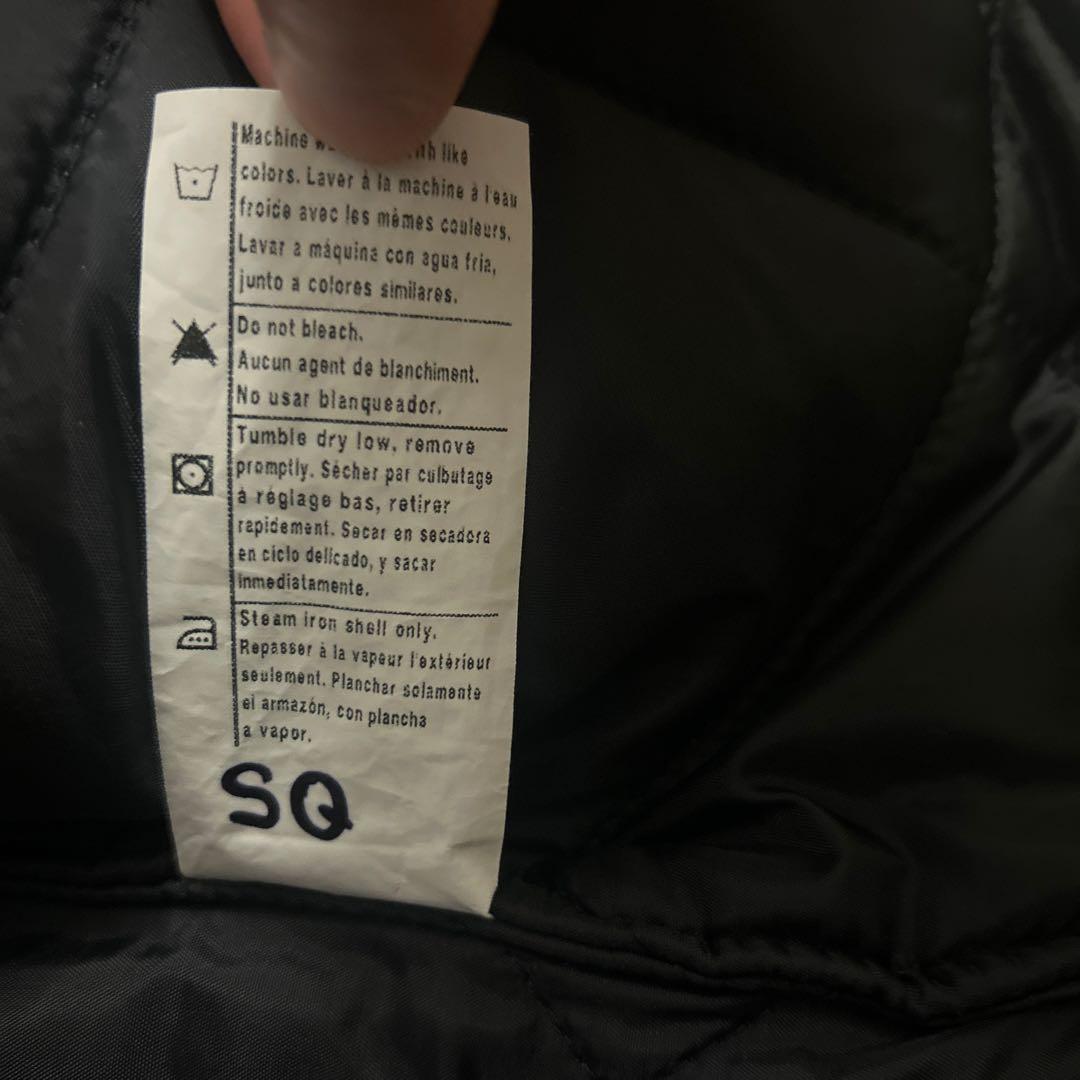 Machine with like
colors. Laver à la machine à l'eau
froide avec les mêmes couleurs.
Lavar a máquina con agua fria,
junto a colores similares.
Do not bleach.
Aucun agent de blanchiment.
No usar blanqueador.
Tumble dry low, remove
promptly. Sécher par culbutage
à réglage bas, retirer
rapidement. Secar en secadora
en ciclo delicado, y sacar
inmediatamente.
Steam iron shell only.
Repasser à la vapeur l'extérieur
seulement. Planchar solamente
el armazón, con plancha
a vapor.
SQ